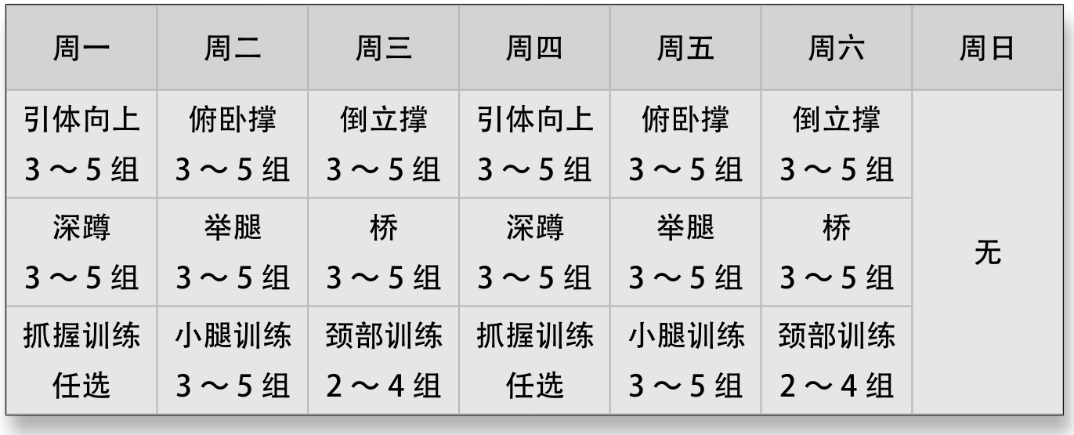 周一 周二 周三 周四 周五 周六 周日
引体向上 俯卧撑 倒立撑 引体向上 俯卧撑 倒立撑
3～5 组 3～5 组 3～5 组 3～5 组 3～5 组 3～5 组
深蹲 举腿 桥 深蹲 举腿 桥
无
3～5 组 3～5 组 3～5 组 3～5 组 3～5 组 3～5 组
抓握训练 小腿训练 颈部训练 抓握训练 小腿训练 颈部训练
任选 3～5 组 2～4 组 任选 3～5 组 2～4 组